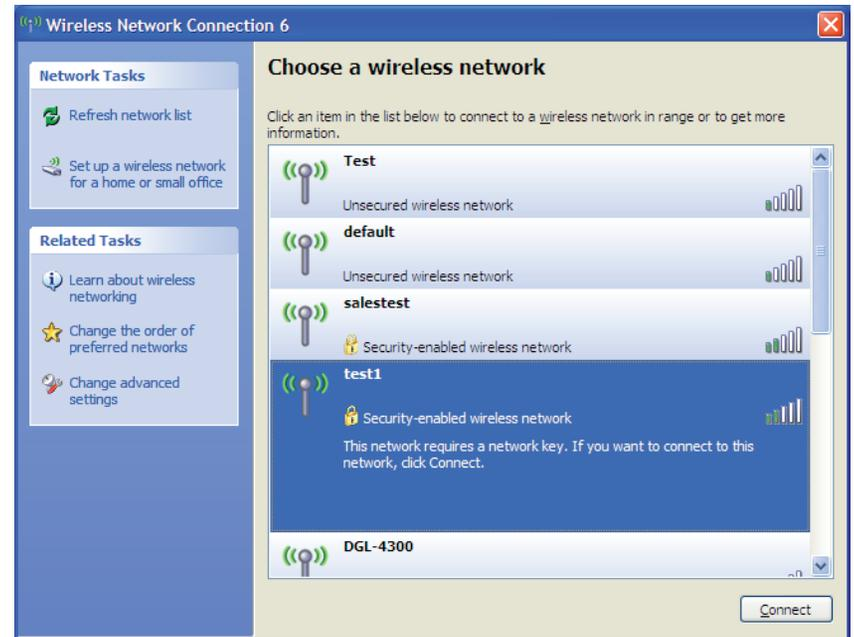 Wireless Network Connection 6
Network Tasks
Refresh network list
Set up a wireless network
for a home or small office
Related Tasks
Learn about wireless
networking
Change the order of
preferred networks
Change advanced
settings
Choose a wireless network
Click an item in the list below to connect to a wireless network in range or to get more
information.
Test
Unsecured wireless network
default
Unsecured wireless network
salestest
Security-enabled wireless network
test1
Security-enabled wireless network
This network requires a network key. If you want to connect to this
network, click Connect.
DGL-4300
Connect